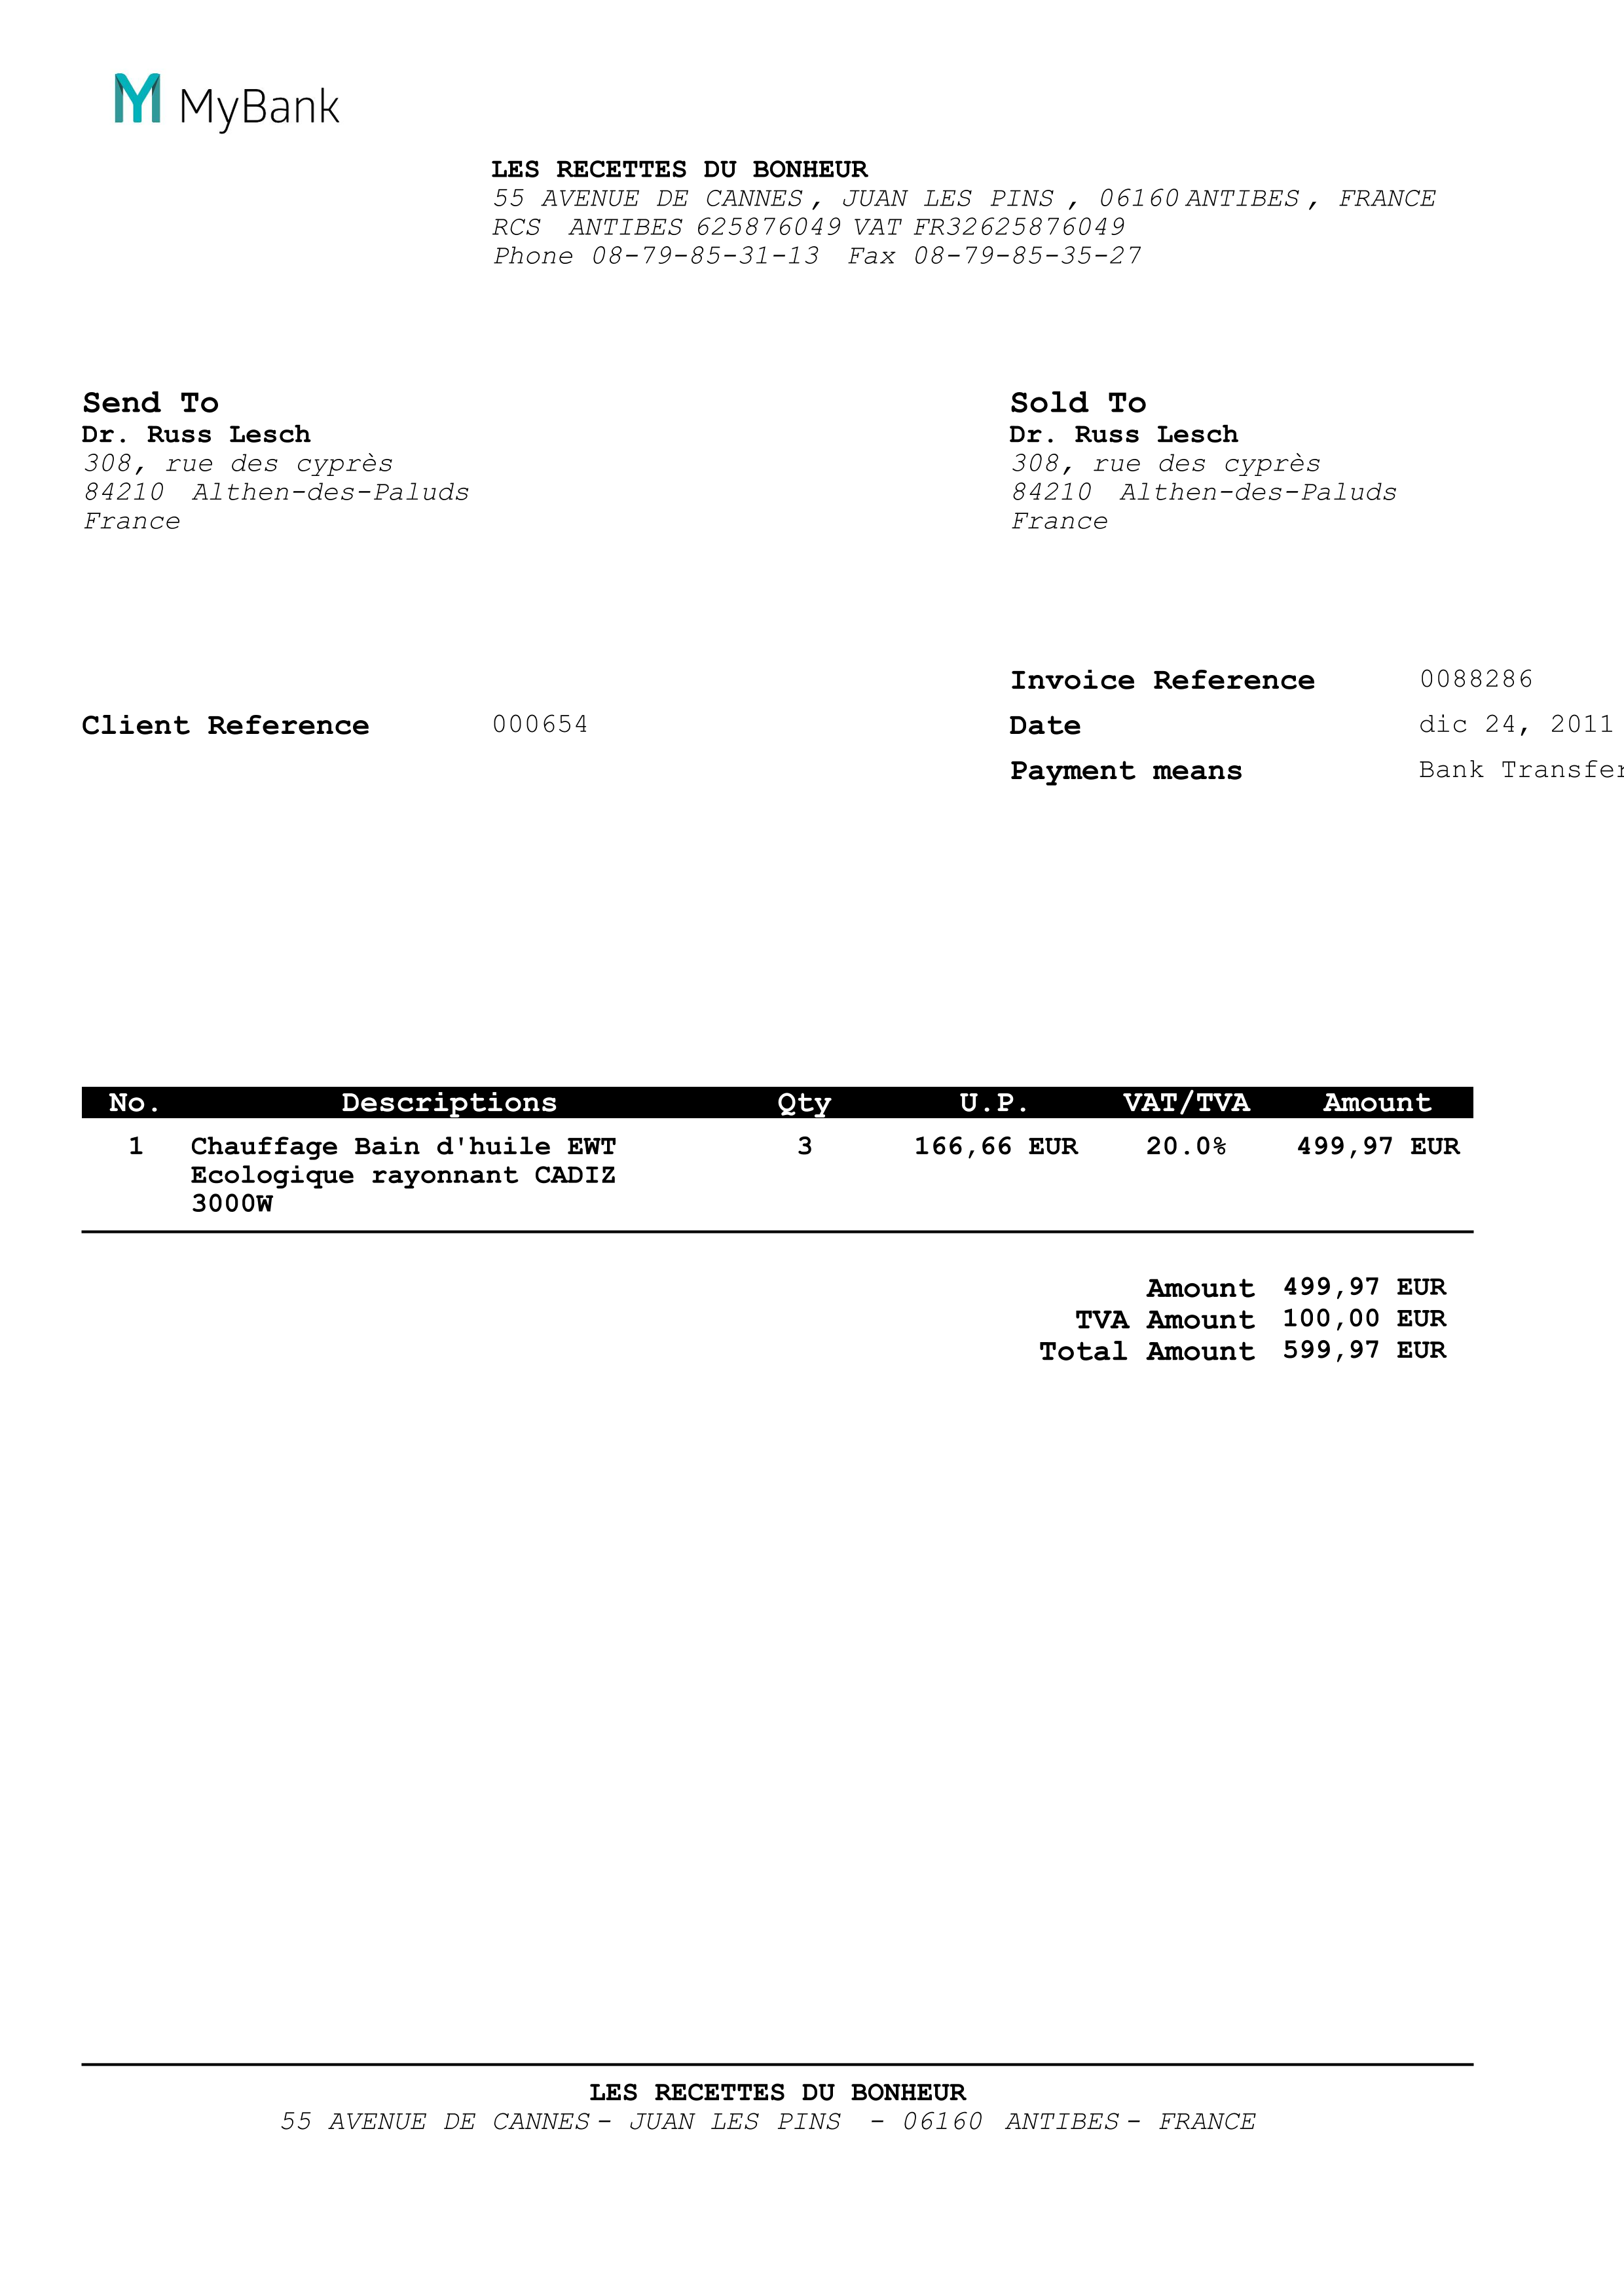 MyBank
LES RECETTES DU BONHEUR
55 AVENUE DE CANNES, JUAN LES PINS , 06160 ANTIBES, FRANCE
RCS ANTIBES 625876049 VAT FR32625876049
Phone 08-79-85-31-13 Fax 08-79-85-35-27
Send To
Dr. Russ Lesch
308, rue des cyprès
84210 Althen-des-Paluds
France
Sold To
Dr. Russ Lesch
308, rue des cyprès
84210 Althen-des-Paluds
France
Invoice Reference 0088286
Client Reference 000654
Date dic 24, 2011
Payment means Bank Transfer
No. Descriptions Qty U.P. VAT/TVA Amount
1 Chauffage Bain d'huile EWT 3 166,66 EUR 20.0% 499,97 EUR
Ecologique rayonnant CADIZ
3000W
Amount 499,97 EUR
TVA Amount 100,00 EUR
Total Amount 599,97 EUR
LES RECETTES DU BONHEUR
55 AVENUE DE CANNES - JUAN LES PINS - 06160 ANTIBES - FRANCE